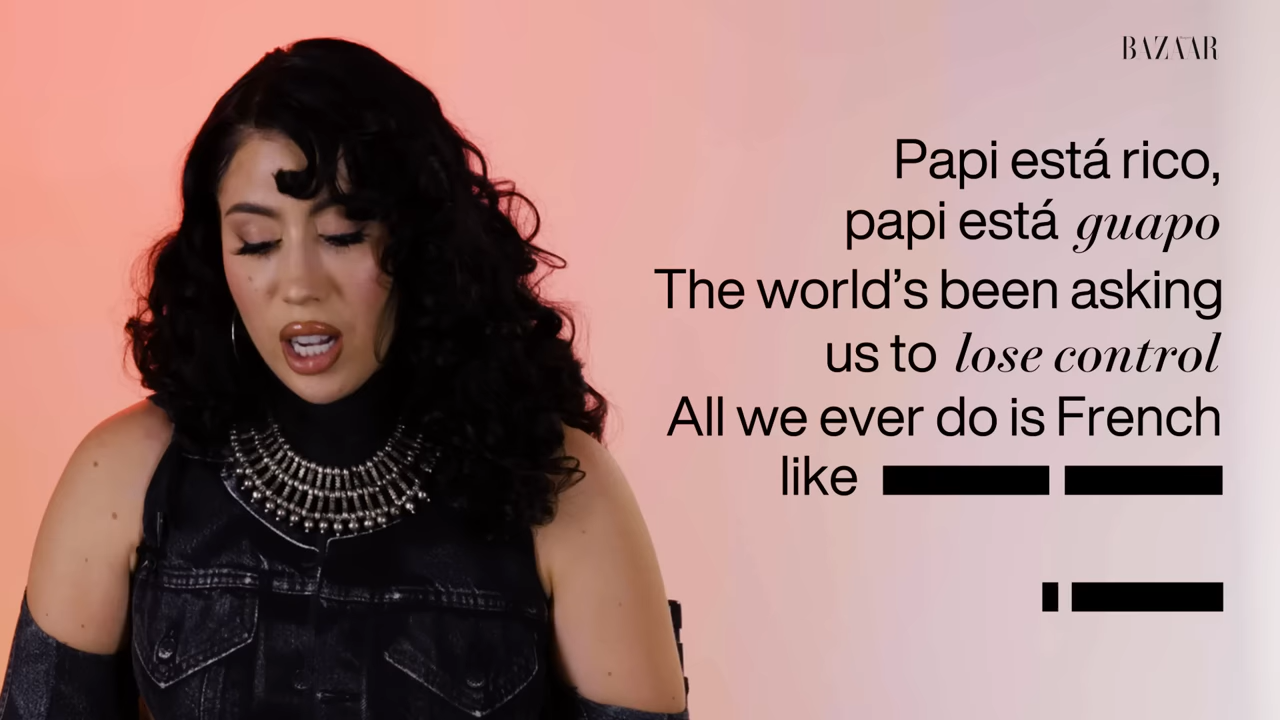 BAZAAR
Papi está rico,
papi está guapo
The world’s been asking
us to lose control
All we ever do is French
like